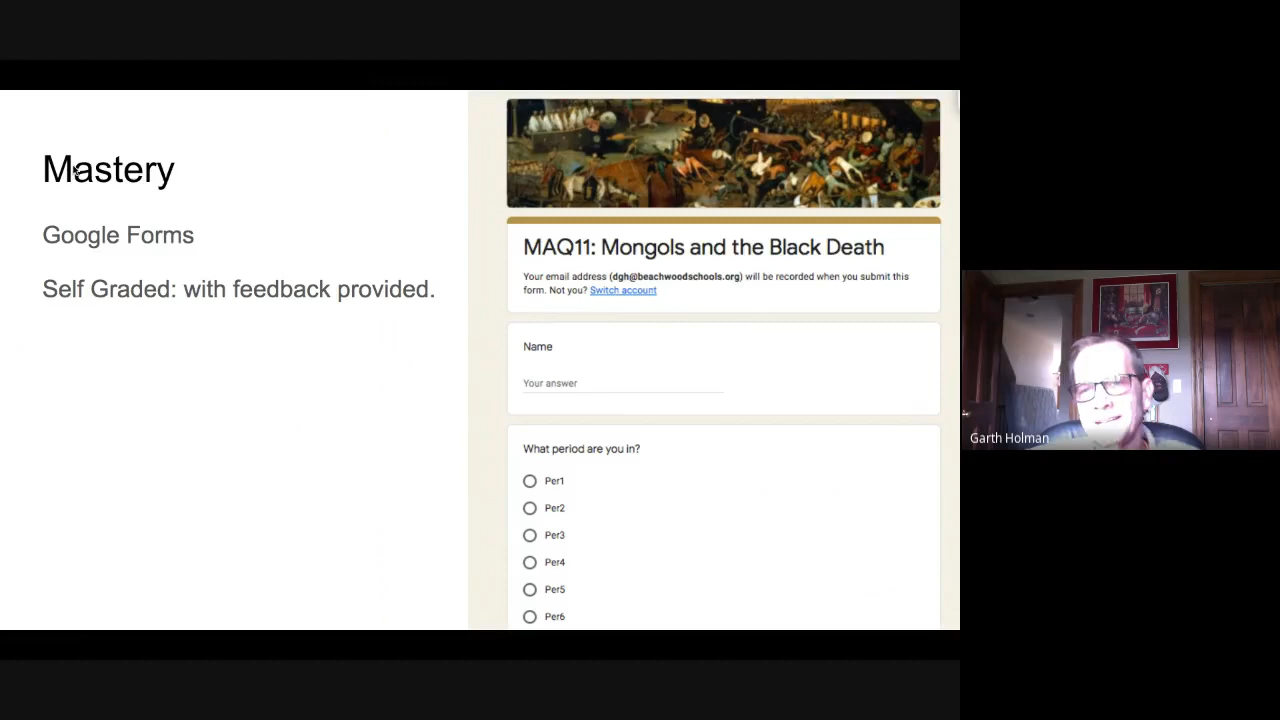 Mastery
Google Forms
Self Graded: with feedback provided.
MAQ11: Mongols and the Black Death
Your email address (dgh@beachwoodschools.org) will be recorded when you submit this
form. Not you? Switch account
Name
Your answer
What period are you in?
Per1
Per2
Per3
Per4
Per5
Per6
Garth Holman